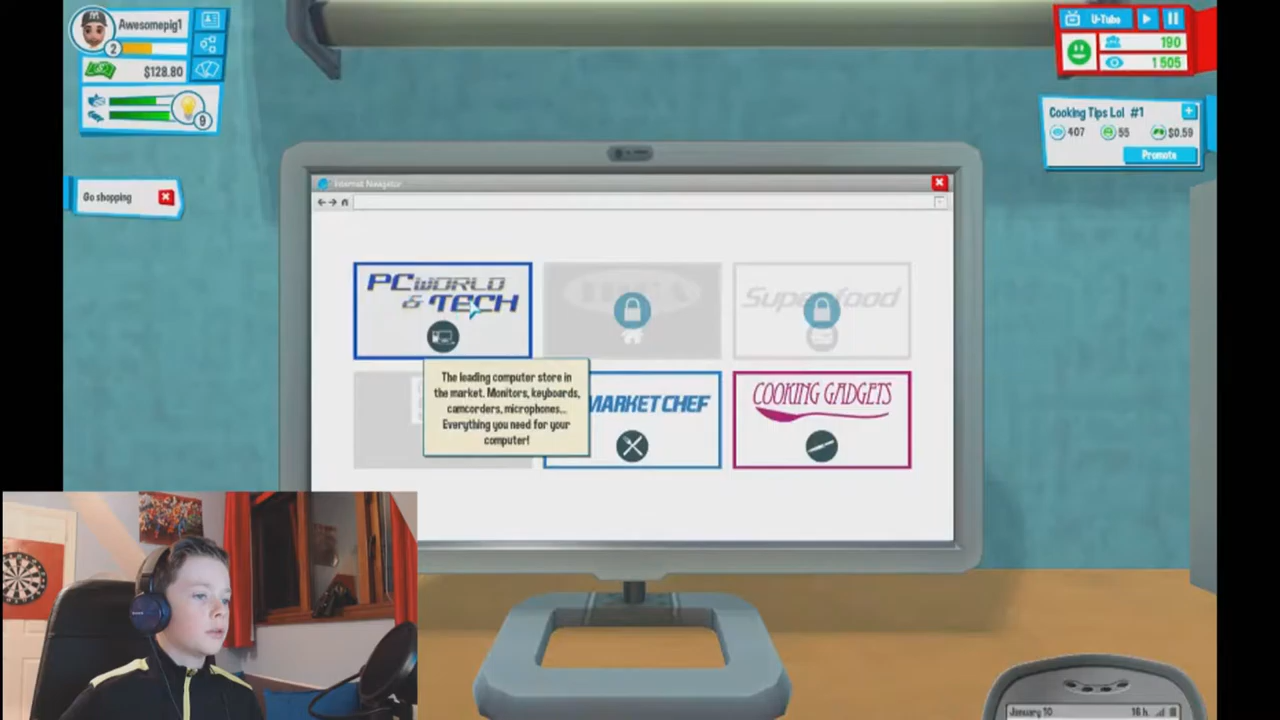 Awesomepig1
2
$128.80
9
Go shopping
U-Tube
190
1 505
Cooking Tips Lol #1
407
55
$0.59
Promote
Internet Navigator
PC WORLD
& TECH
Superfood
The leading computer store in
the market. Monitors, keyboards,
camcorders, microphones...
Everything you need for your
computer!
MARKET CHEF
COOKING GADGETS
January 10
16 h.